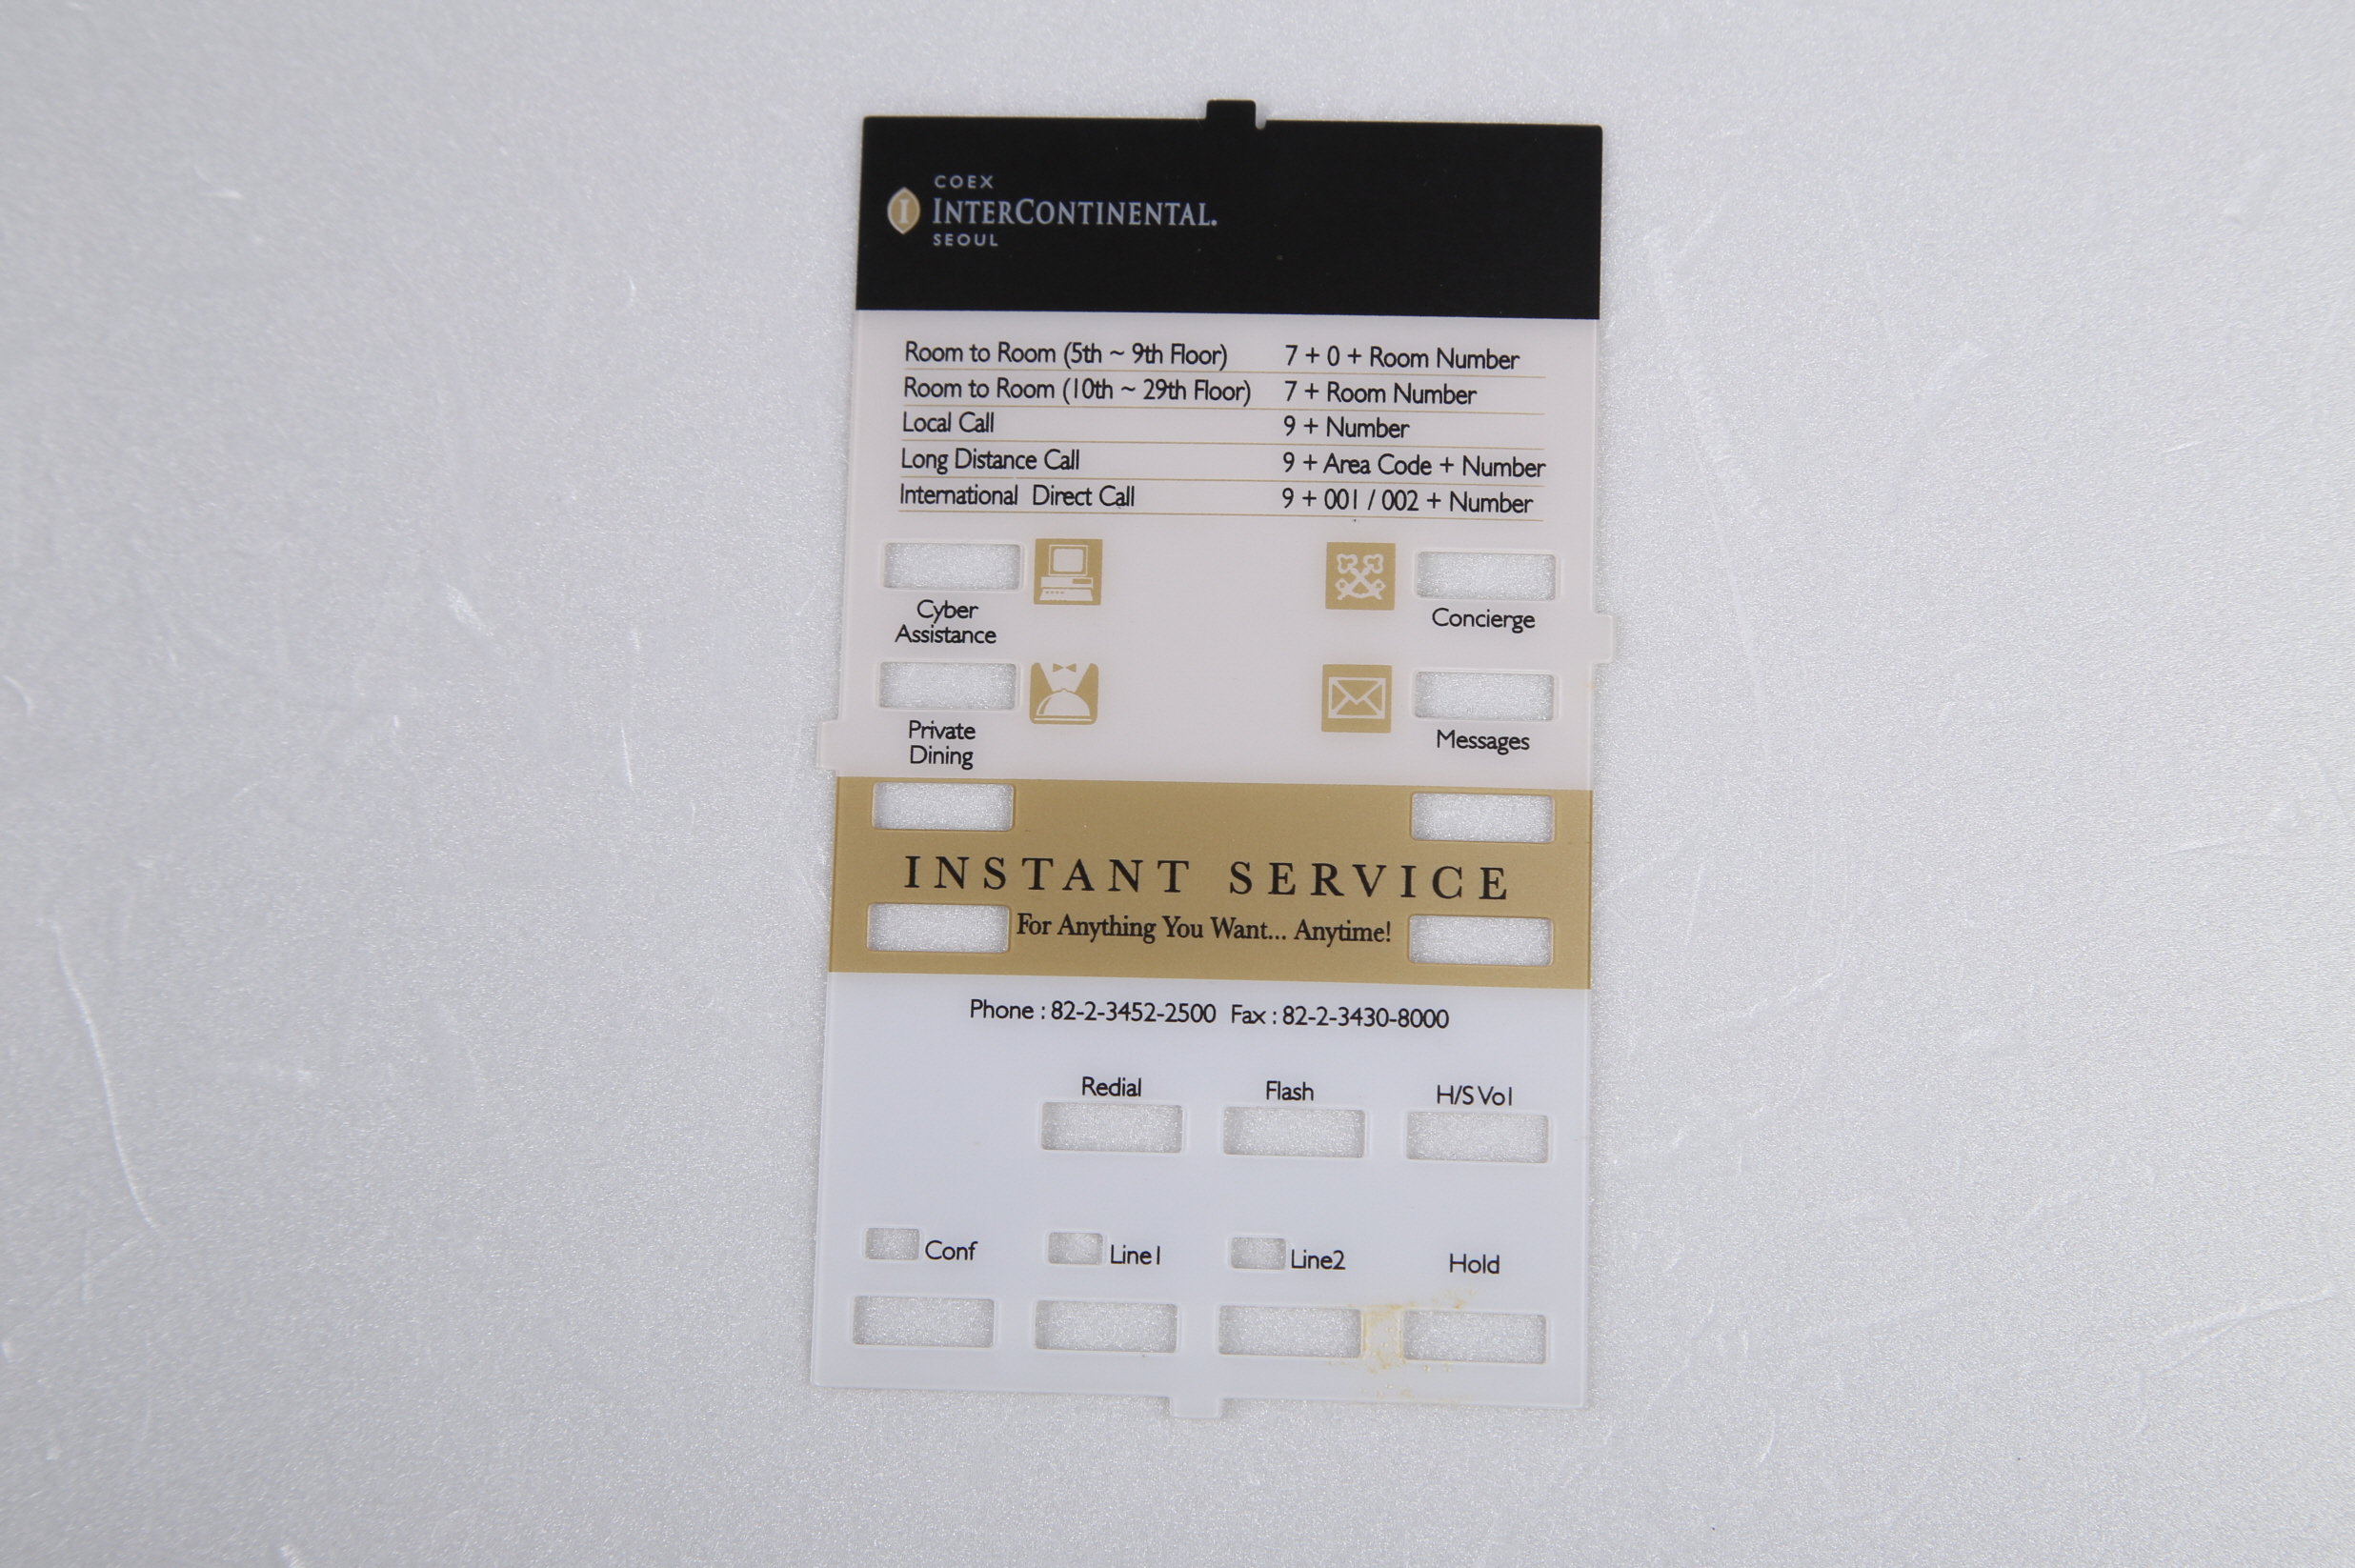 COEX
INTERCONTINENTAL.
SEOUL
Room to Room (5th ~ 9th Floor) 7 + 0 + Room Number
Room to Room (10th ~ 29th Floor) 7 + Room Number
Local Call 9 + Number
Long Distance Call 9 + Area Code + Number
International Direct Call 9 + 001 / 002 + Number
Cyber
Assistance
Concierge
Private
Dining
Messages
INSTANT SERVICE
For Anything You Want... Anytime!
Phone : 82-2-3452-2500 Fax : 82-2-3430-8000
Redial Flash H/S Vol
Conf Line1 Line2 Hold